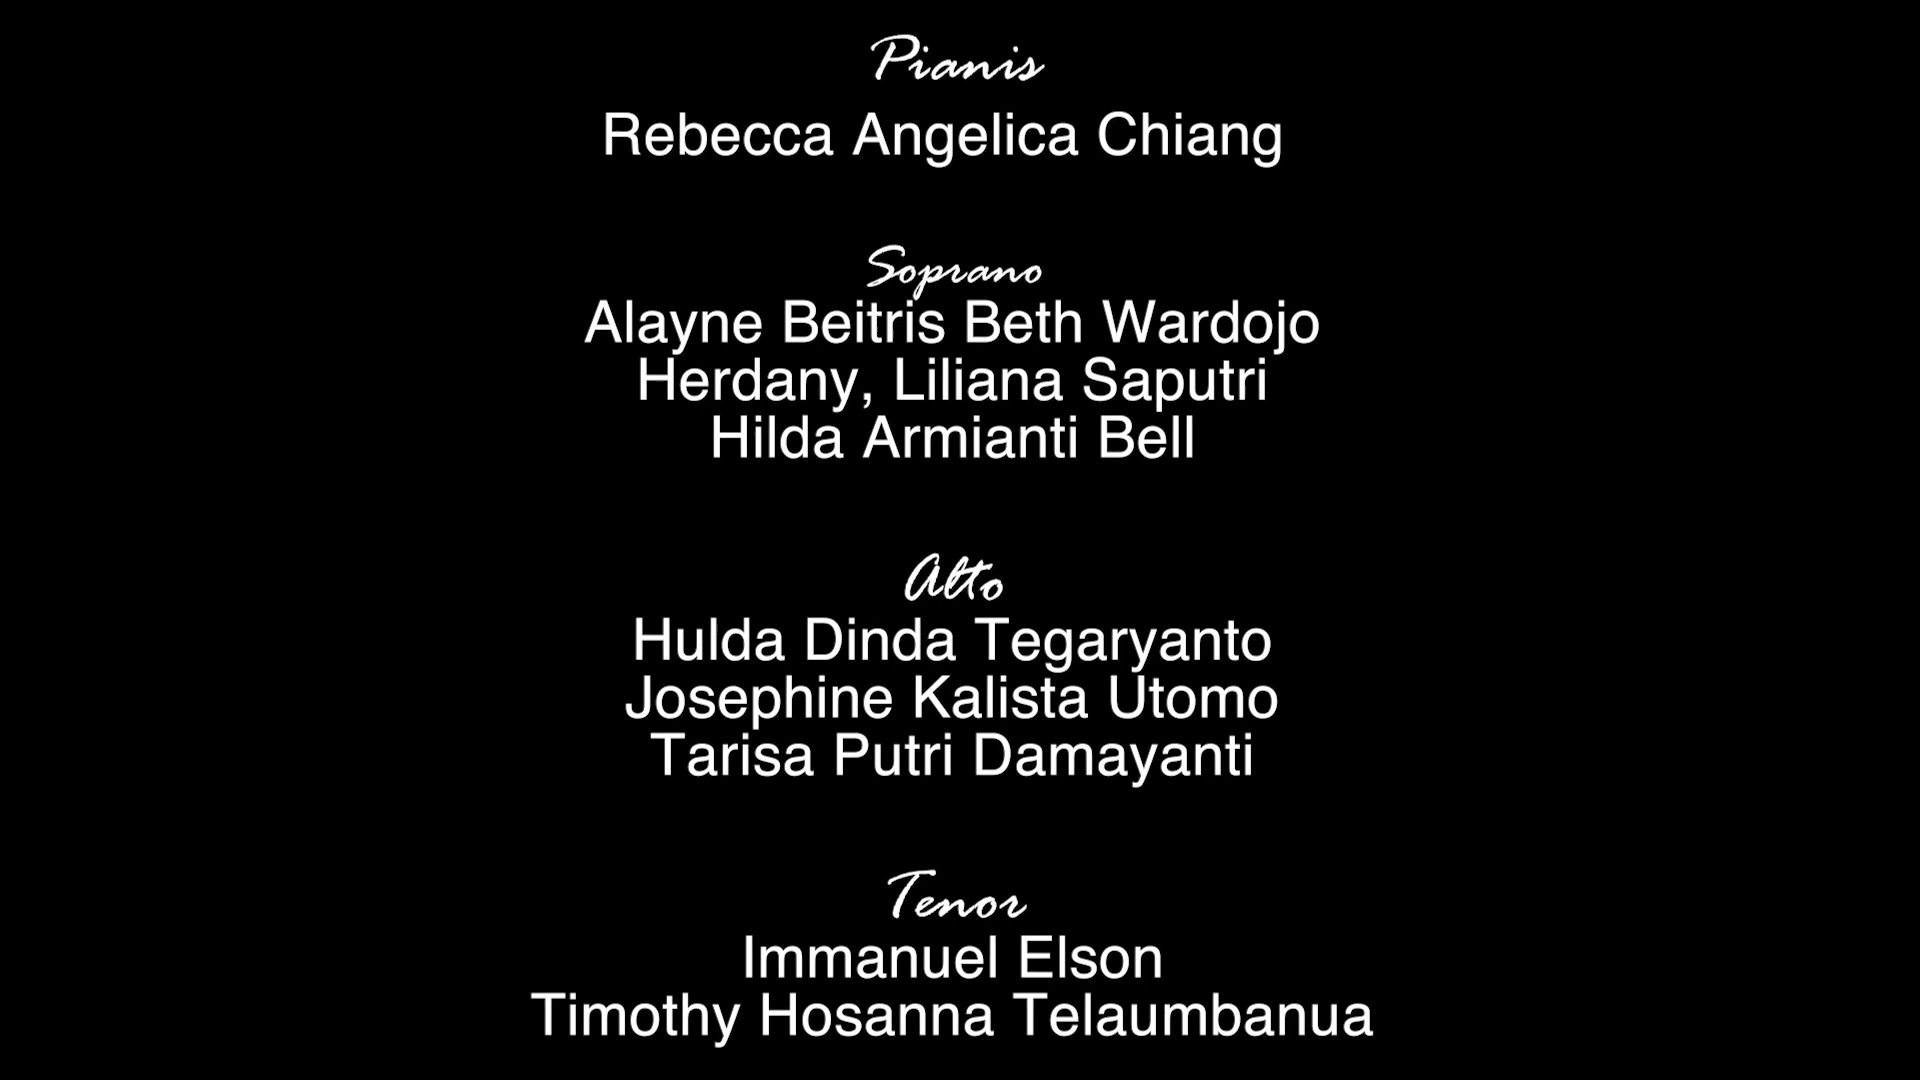 Pianis
Rebecca Angelica Chiang
Soprano
Alayne Beitris Beth Wardojo
Herdany, Liliana Saputri
Hilda Armianti Bell
Alto
Hulda Dinda Tegaryanto
Josephine Kalista Utomo
Tarisa Putri Damayanti
Tenor
Immanuel Elson
Timothy Hosanna Telaumbanua